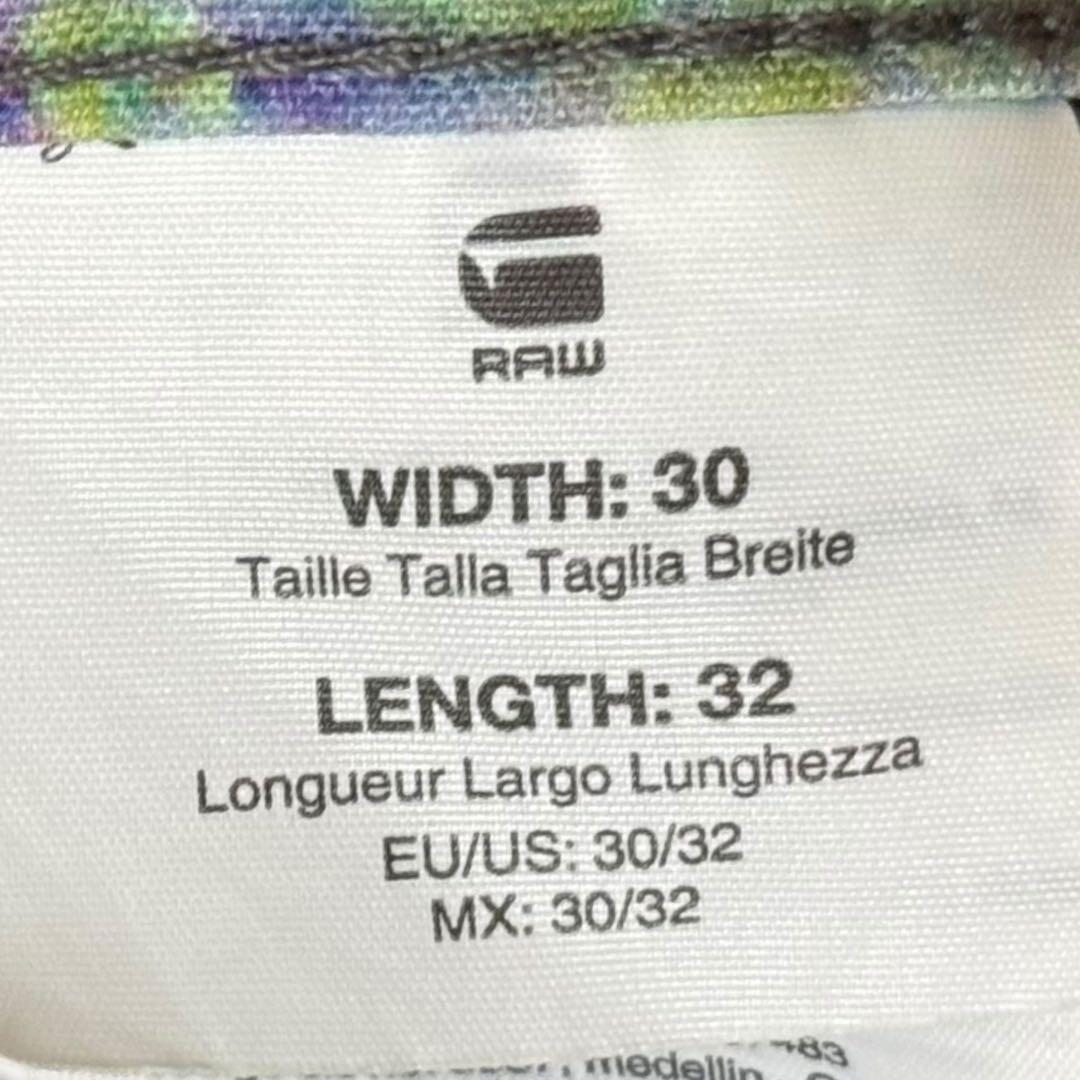 RAW
WIDTH: 30
Taille Talla Taglia Breite
LENGTH: 32
Longueur Largo Lunghezza
EU/US: 30/32
MX: 30/32
483
medellin